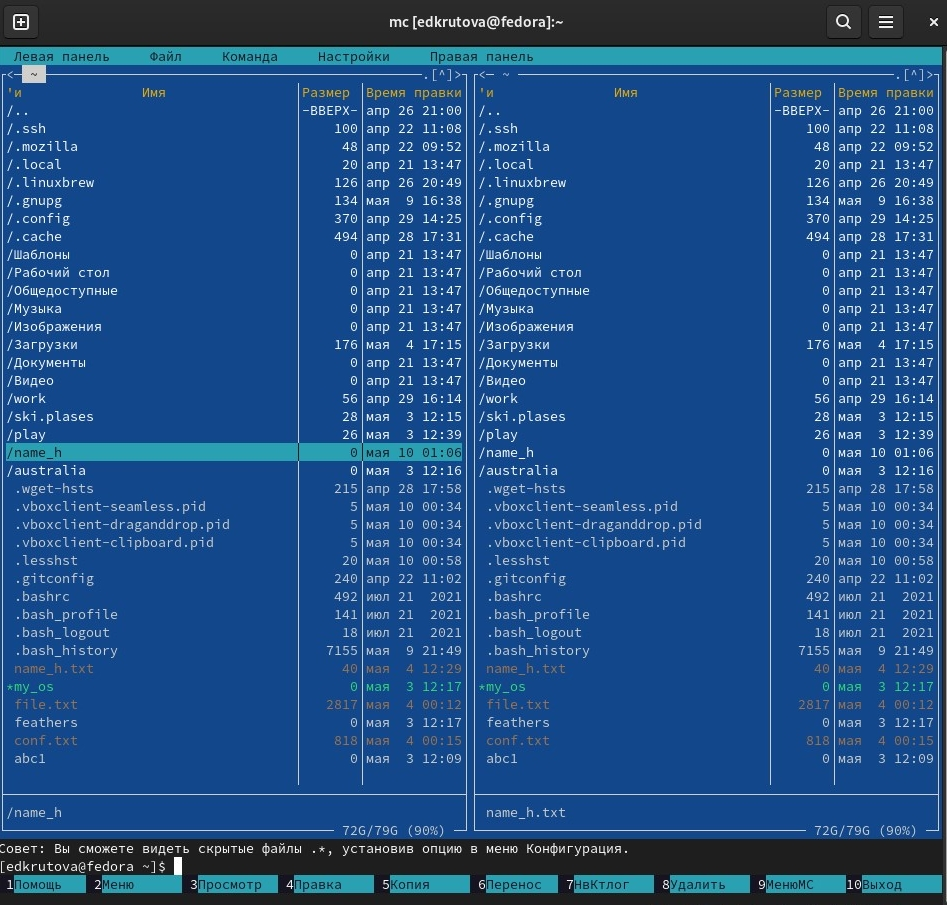 mc [edkrutova@fedora]:~
Левая панель Файл Команда Настройки Правая панель
<─ ~ .[^]> <─ ~ .[^]>
'и Имя Размер Время правки 'и Имя Размер Время правки
/.. -ВВЕРХ- апр 26 21:00 /.. -ВВЕРХ- апр 26 21:00
/.ssh 100 апр 22 11:08 /.ssh 100 апр 22 11:08
/.mozilla 48 апр 22 09:52 /.mozilla 48 апр 22 09:52
/.local 20 апр 21 13:47 /.local 20 апр 21 13:47
/.linuxbrew 126 апр 26 20:49 /.linuxbrew 126 апр 26 20:49
/.gnupg 134 мая 9 16:38 /.gnupg 134 мая 9 16:38
/.config 370 апр 29 14:25 /.config 370 апр 29 14:25
/.cache 494 апр 28 17:31 /.cache 494 апр 28 17:31
/Шаблоны 0 апр 21 13:47 /Шаблоны 0 апр 21 13:47
/Рабочий стол 0 апр 21 13:47 /Рабочий стол 0 апр 21 13:47
/Общедоступные 0 апр 21 13:47 /Общедоступные 0 апр 21 13:47
/Музыка 0 апр 21 13:47 /Музыка 0 апр 21 13:47
/Изображения 0 апр 21 13:47 /Изображения 0 апр 21 13:47
/Загрузки 176 мая 4 17:15 /Загрузки 176 мая 4 17:15
/Документы 0 апр 21 13:47 /Документы 0 апр 21 13:47
/Видео 0 апр 21 13:47 /Видео 0 апр 21 13:47
/work 56 апр 29 16:14 /work 56 апр 29 16:14
/ski.plases 28 мая 3 12:15 /ski.plases 28 мая 3 12:15
/play 26 мая 3 12:39 /play 26 мая 3 12:39
/name_h 0 мая 10 01:06 /name_h 0 мая 10 01:06
/australia 0 мая 3 12:16 /australia 0 мая 3 12:16
.wget-hsts 215 апр 28 17:58 .wget-hsts 215 апр 28 17:58
.vboxclient-seamless.pid 5 мая 10 00:34 .vboxclient-seamless.pid 5 мая 10 00:34
.vboxclient-draganddrop.pid 5 мая 10 00:34 .vboxclient-draganddrop.pid 5 мая 10 00:34
.vboxclient-clipboard.pid 5 мая 10 00:34 .vboxclient-clipboard.pid 5 мая 10 00:34
.lesshst 20 мая 10 00:58 .lesshst 20 мая 10 00:58
.gitconfig 240 апр 22 11:02 .gitconfig 240 апр 22 11:02
.bashrc 492 июл 21 2021 .bashrc 492 июл 21 2021
.bash_profile 141 июл 21 2021 .bash_profile 141 июл 21 2021
.bash_logout 18 июл 21 2021 .bash_logout 18 июл 21 2021
.bash_history 7155 мая 9 21:49 .bash_history 7155 мая 9 21:49
name_h.txt 40 мая 4 12:29 name_h.txt 40 мая 4 12:29
*my_os 0 мая 3 12:17 *my_os 0 мая 3 12:17
file.txt 2817 мая 4 00:12 file.txt 2817 мая 4 00:12
feathers 0 мая 3 12:17 feathers 0 мая 3 12:17
conf.txt 818 мая 4 00:15 conf.txt 818 мая 4 00:15
abc1 0 мая 3 12:09 abc1 0 мая 3 12:09
/name_h name_h.txt
72G/79G (90%) 72G/79G (90%)
Совет: Вы сможете видеть скрытые файлы .*, установив опцию в меню Конфигурация.
[edkrutova@fedora ~]$
1Помощь 2Меню 3Просмотр 4Правка 5Копия 6Перенос 7НвКтлог 8Удалить 9МенюМС 10Выход